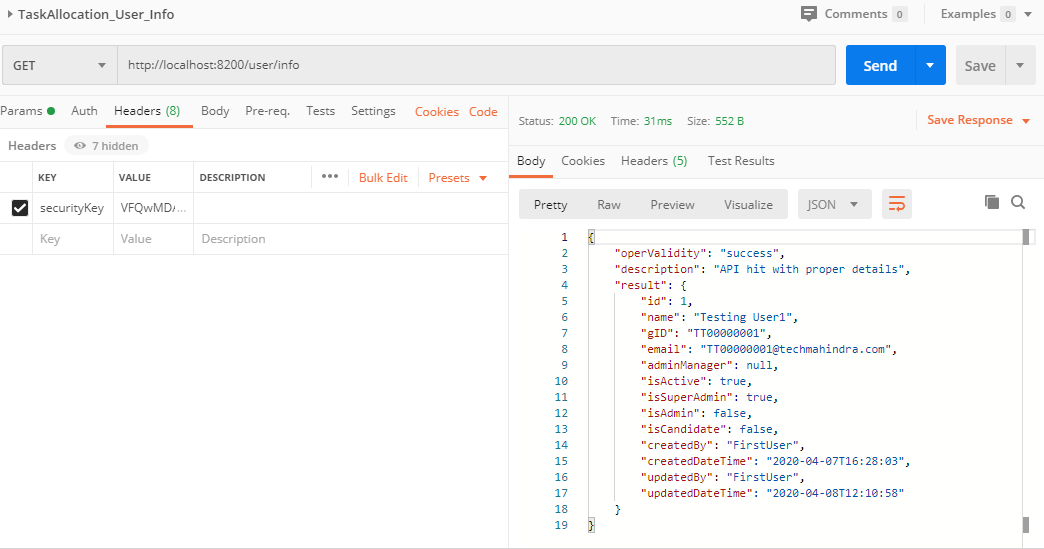 TaskAllocation_User_Info
Comments 0 Examples 0
GET http://localhost:8200/user/info Send Save
Params Auth Headers (8) Body Pre-req. Tests Settings Cookies Code
Headers 7 hidden
KEY VALUE DESCRIPTION ••• Bulk Edit Presets
securityKey VFQwMD...
Key Value Description
Status: 200 OK Time: 31ms Size: 552 B Save Response
Body Cookies Headers (5) Test Results
Pretty Raw Preview Visualize JSON
1 {
2 "operValidity": "success",
3 "description": "API hit with proper details",
4 "result": {
5 "id": 1,
6 "name": "Testing User1",
7 "gID": "TT00000001",
8 "email": "TT00000001@techmahindra.com",
9 "adminManager": null,
10 "isActive": true,
11 "isSuperAdmin": true,
12 "isAdmin": false,
13 "isCandidate": false,
14 "createdBy": "FirstUser",
15 "createdDateTime": "2020-04-07T16:28:03",
16 "updatedBy": "FirstUser",
17 "updatedDateTime": "2020-04-08T12:10:58"
18 }
19 }